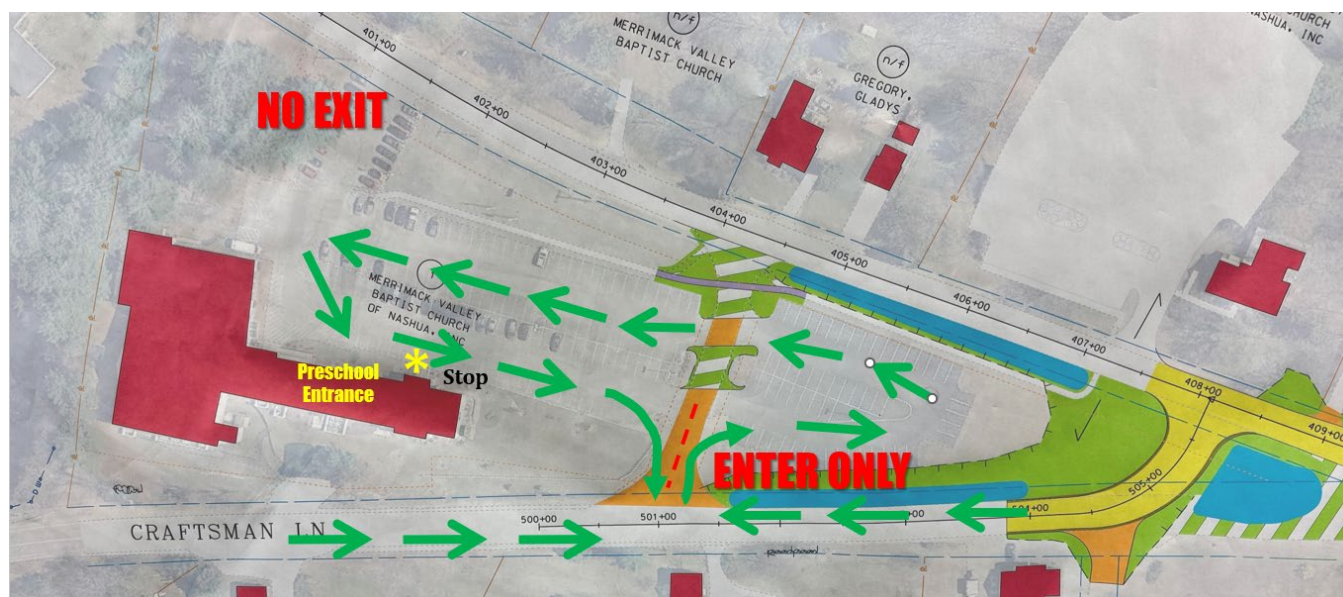 401+00
402+00
403+00
404+00
405+00
406+00
407+00
408+00
409+00
n/f
MERRIMACK VALLEY
BAPTIST CHURCH
n/f
GREGORY,
GLADYS
CHURCH
NASHUA, INC
NO EXIT
MERRIMACK VALLEY
BAPTIST CHURCH
OF NASHUA, INC
Preschool
Entrance
*
Stop
ENTER ONLY
CRAFTSMAN LN
500+00
501+00
505+00